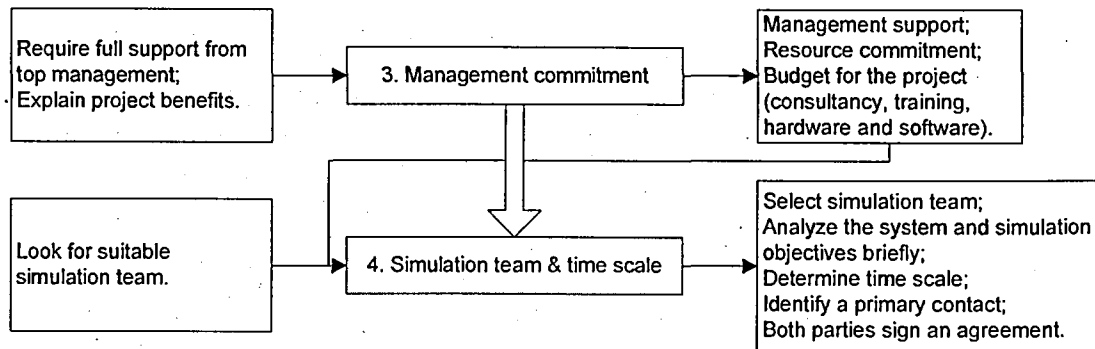 Require full support from
top management;
Explain project benefits.
3. Management commitment
Management support;
Resource commitment;
Budget for the project
(consultancy, training,
hardware and software).
Look for suitable
simulation team.
4. Simulation team & time scale
Select simulation team;
Analyze the system and simulation
objectives briefly;
Determine time scale;
Identify a primary contact;
Both parties sign an agreement.